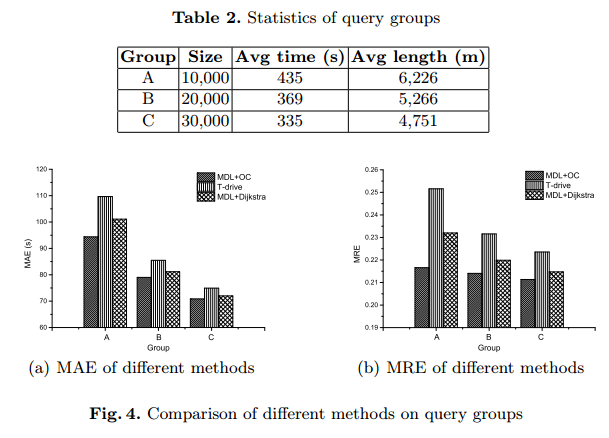 Table 2. Statistics of query groups
Group Size Avg time (s) Avg length (m)
A 10,000 435 6,226
B 20,000 369 5,266
C 30,000 335 4,751
120
110
100
90
80
70
60
MAE (s)
MDL+OC
T-drive
MDL+Dijkstra
A B C
Group
(a) MAE of different methods
0.26
0.25
0.24
0.23
0.22
0.21
0.20
0.19
MRE
MDL+OC
T-drive
MDL+Dijkstra
A B C
Group
(b) MRE of different methods
Fig. 4. Comparison of different methods on query groups